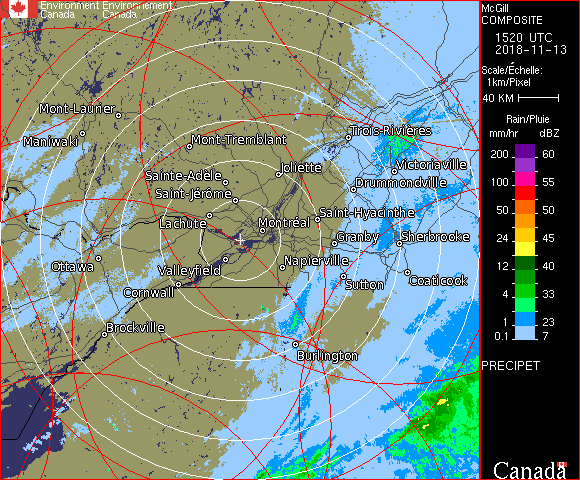 Environment Environnement
Canada Canada
Mont-Laurier
Maniwaki
Mont-Tremblant
Trois-Rivières
Joliette
Victoriaville
Sainte-Adèle
Drummondville
Saint-Jérôme
Lachute
Saint-Hyacinthe
Montréal
Granby
Sherbrooke
Ottawa
Valleyfield
Napierville
Cornwall
Sutton
Coaticook
Brockville
Burlington
McGill
COMPOSITE
1520 UTC
2018-11-13
Scale/Échelle:
1km/Pixel
40 KM
Rain/Pluie
mm/hr dBZ
200 60
100 55
50 50
24 45
12 40
4 33
1 23
0.1 7
PRECIPET
Canada